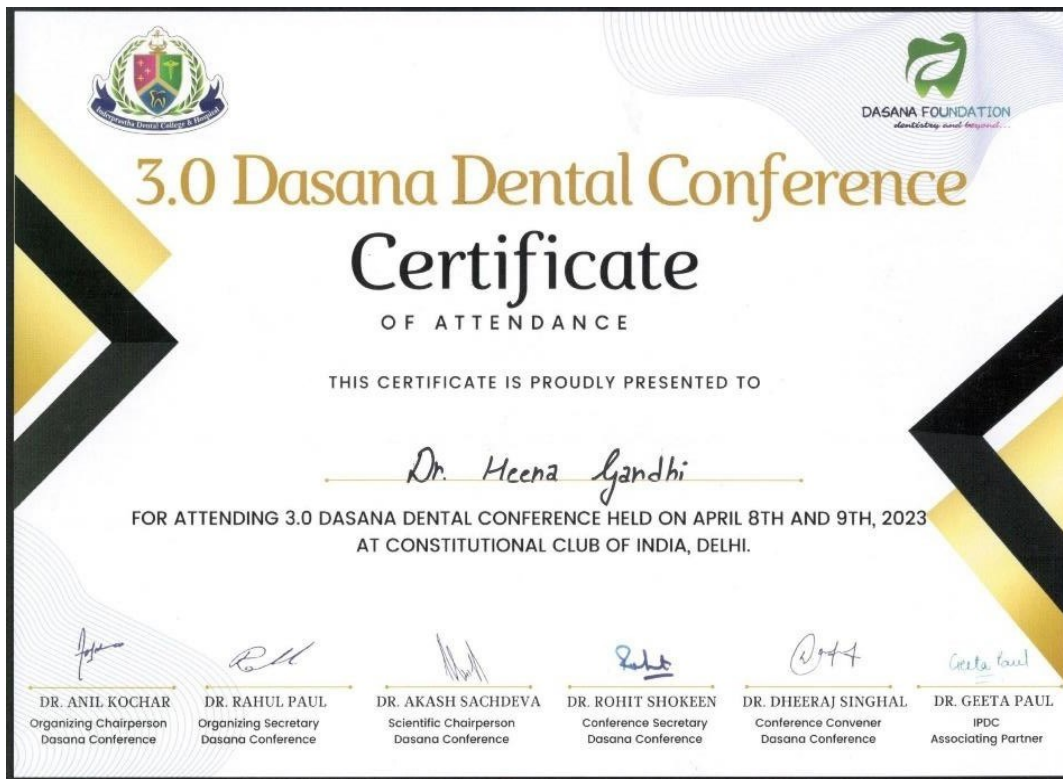 Inderprastha Dental College & Hospital
DASANA FOUNDATION
dentistry and beyond...
3.0 Dasana Dental Conference
Certificate
OF ATTENDANCE
THIS CERTIFICATE IS PROUDLY PRESENTED TO
Dr. Heena Gandhi
FOR ATTENDING 3.0 DASANA DENTAL CONFERENCE HELD ON APRIL 8TH AND 9TH, 2023
AT CONSTITUTIONAL CLUB OF INDIA, DELHI.
Geeta Paul
DR. ANIL KOCHAR
Organizing Chairperson
Dasana Conference
DR. RAHUL PAUL
Organizing Secretary
Dasana Conference
DR. AKASH SACHDEVA
Scientific Chairperson
Dasana Conference
DR. ROHIT SHOKEEN
Conference Secretary
Dasana Conference
DR. DHEERAJ SINGHAL
Conference Convener
Dasana Conference
DR. GEETA PAUL
IPDC
Associating Partner